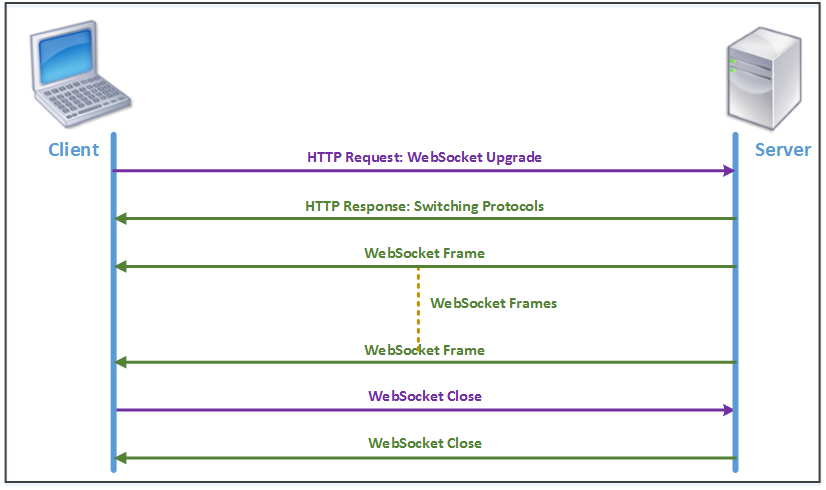 Client
Server
HTTP Request: WebSocket Upgrade
HTTP Response: Switching Protocols
WebSocket Frame
WebSocket Frames
WebSocket Frame
WebSocket Close
WebSocket Close